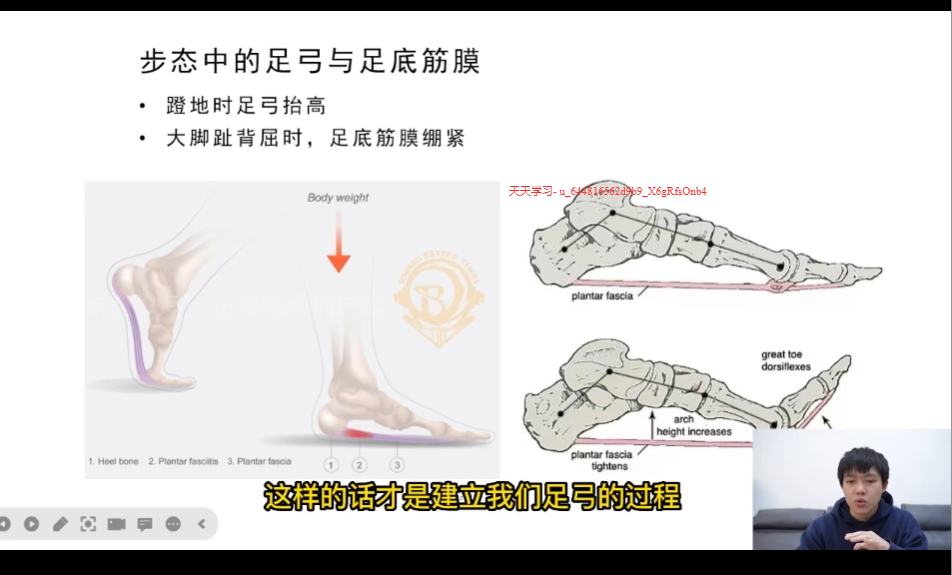 步态中的足弓与足底筋膜
• 蹬地时足弓抬高
• 大脚趾背屈时，足底筋膜绷紧
天天学习- u_644816562d9b9_X6gRfsOnb4
Body weight
plantar fascia
great toe
dorsiflexes
arch
height increases
plantar fascia
tightens
1. Heel bone 2. Plantar fasciitis 3. Plantar fascia
1 2 3
这样的话才是建立我们足弓的过程